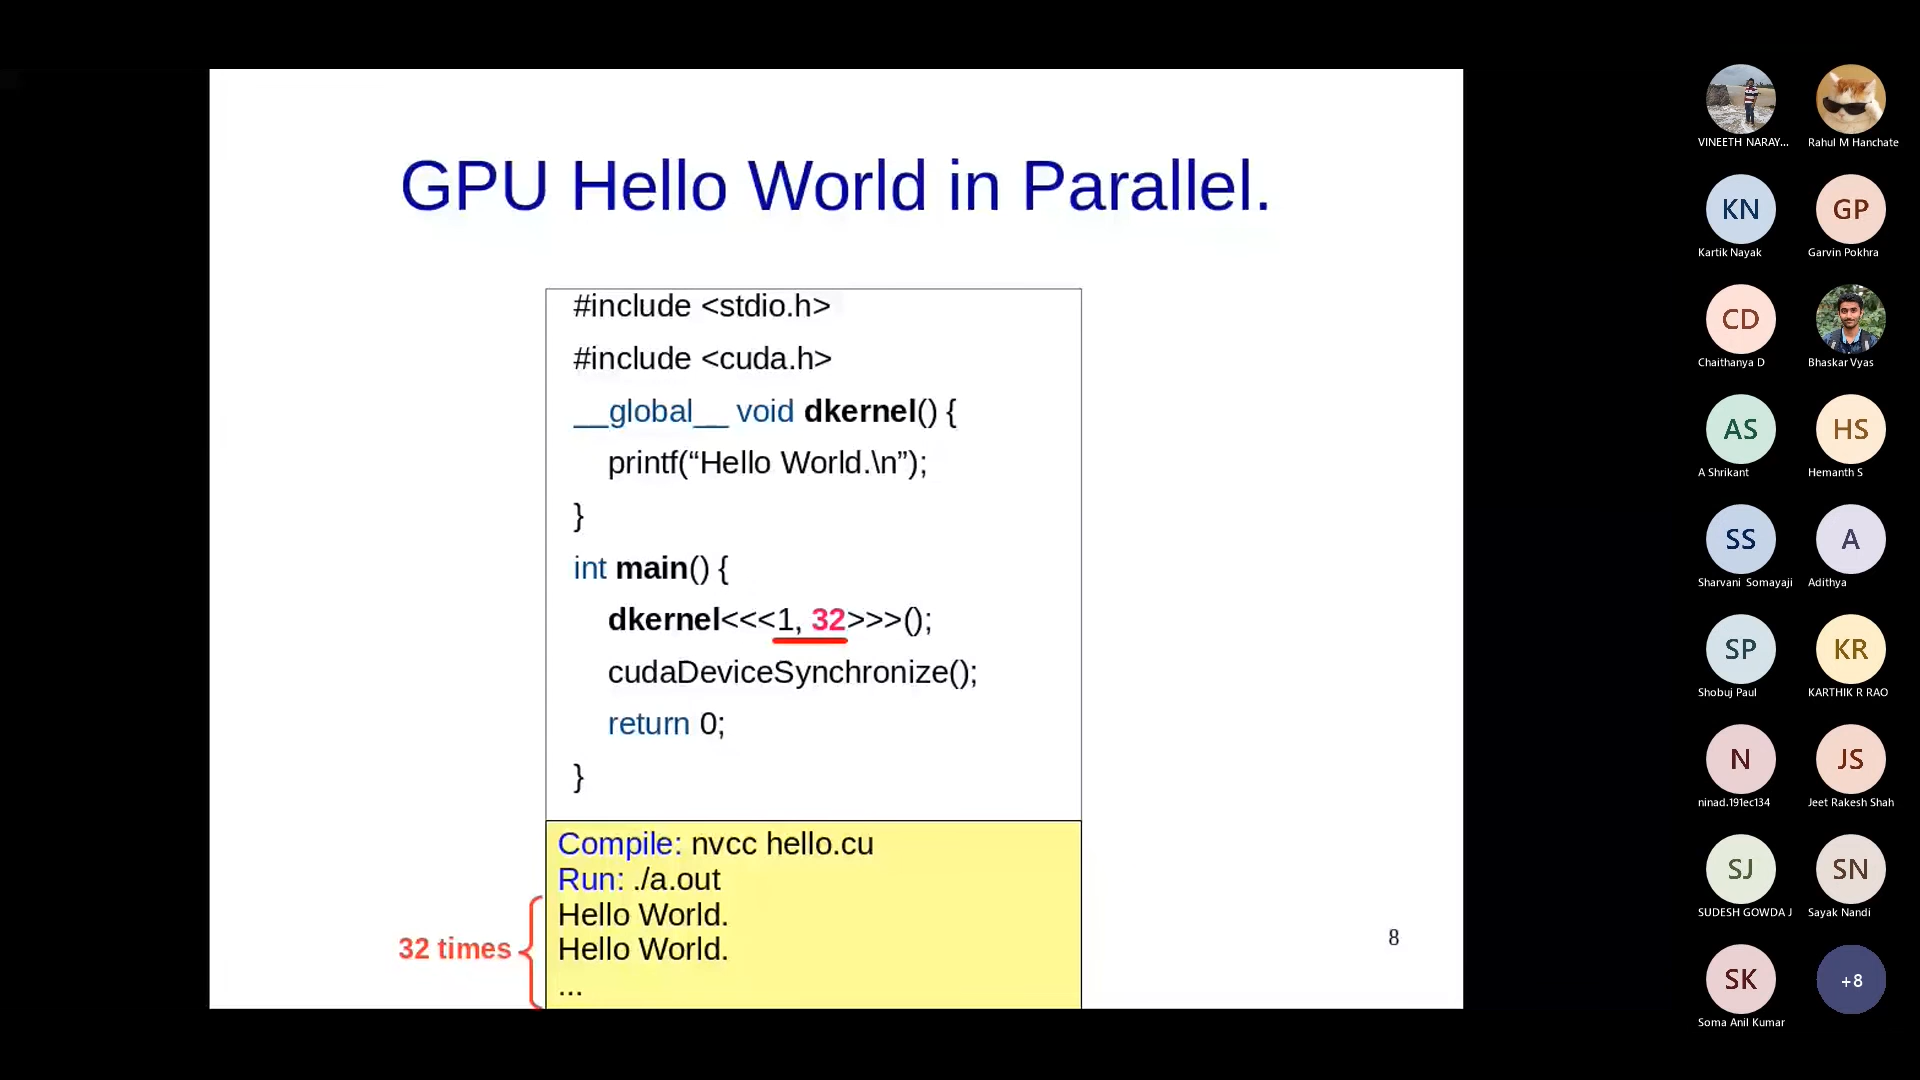 GPU Hello World in Parallel.
#include <stdio.h>
#include <cuda.h>
__global__ void dkernel() {
printf(“Hello World.\n”);
}
int main() {
dkernel<<<1, 32>>>();
cudaDeviceSynchronize();
return 0;
}
Compile: nvcc hello.cu
Run: ./a.out
Hello World.
32 times
Hello World.
...
8
VINEETH NARAY...
Rahul M Hanchate
KN
GP
Kartik Nayak
Garvin Pokhra
CD
Chaithanya D
Bhaskar Vyas
AS
HS
A Shrikant
Hemanth S
SS
A
Sharvani Somayaji
Adithya
SP
KR
Shobuj Paul
KARTHIK R RAO
N
JS
ninad.191ec134
Jeet Rakesh Shah
SJ
SN
SUDESH GOWDA J
Sayak Nandi
SK
+8
Soma Anil Kumar